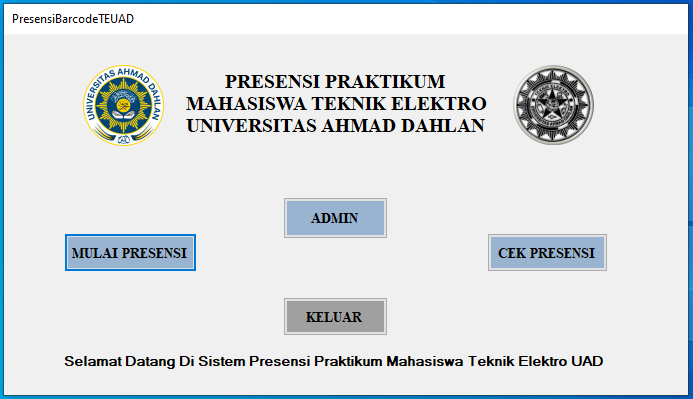 PresensiBarcodeTEUAD
PRESENSI PRAKTIKUM
MAHASISWA TEKNIK ELEKTRO
UNIVERSITAS AHMAD DAHLAN
UNIVERSITAS AHMAD DAHLAN
ADMIN
MULAI PRESENSI
CEK PRESENSI
KELUAR
Selamat Datang Di Sistem Presensi Praktikum Mahasiswa Teknik Elektro UAD